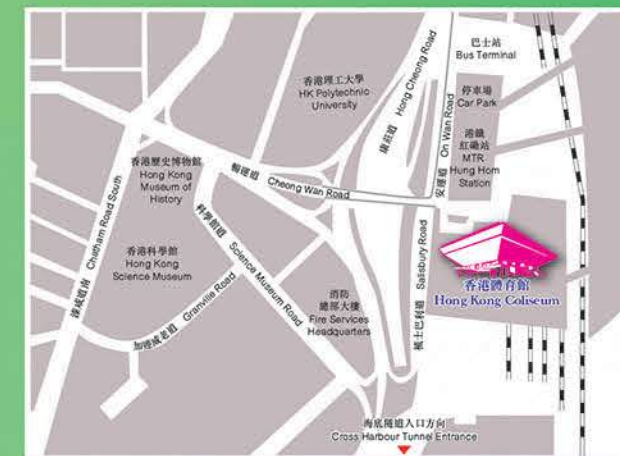 巴士站
Bus Terminal
香港理工大學
HK Polytechnic
University
康莊道 Hong Cheong Road
停車場
Car Park
港鐵
紅磡站
MTR
Hung Hom
Station
安運道 On Wan Road
香港歷史博物館
Hong Kong
Museum of
History
暢運道 Cheong Wan Road
漆咸道南 Chatham Road South
科學館道 Science Museum Road
香港科學館
Hong Kong
Science Museum
加連威老道 Granville Road
消防
總部大樓
Fire Services
Headquarters
梳士巴利道 Salisbury Road
香港體育館
Hong Kong Coliseum
海底隧道入口方向
Cross Harbour Tunnel Entrance